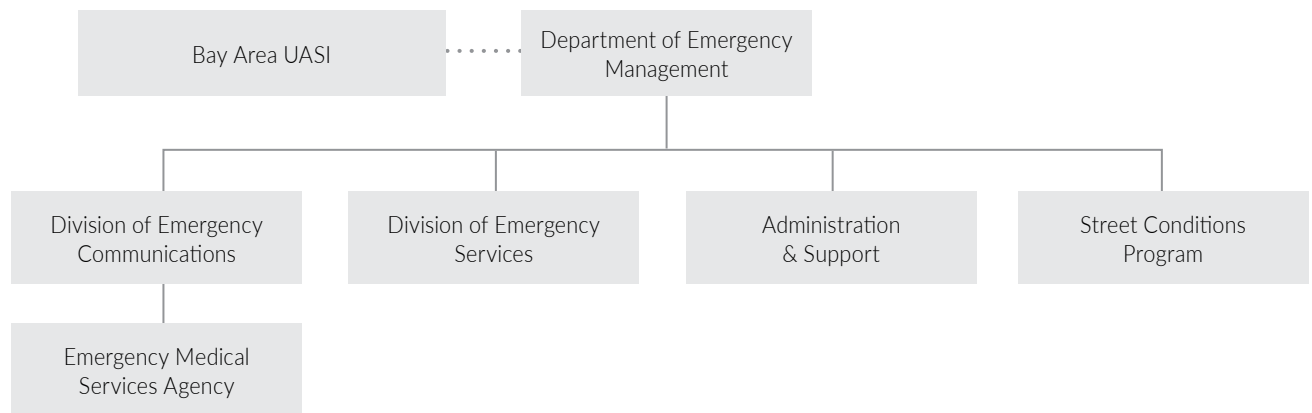 Bay Area UASI
Department of Emergency
Management
Division of Emergency
Communications
Division of Emergency
Services
Administration
& Support
Street Conditions
Program
Emergency Medical
Services Agency